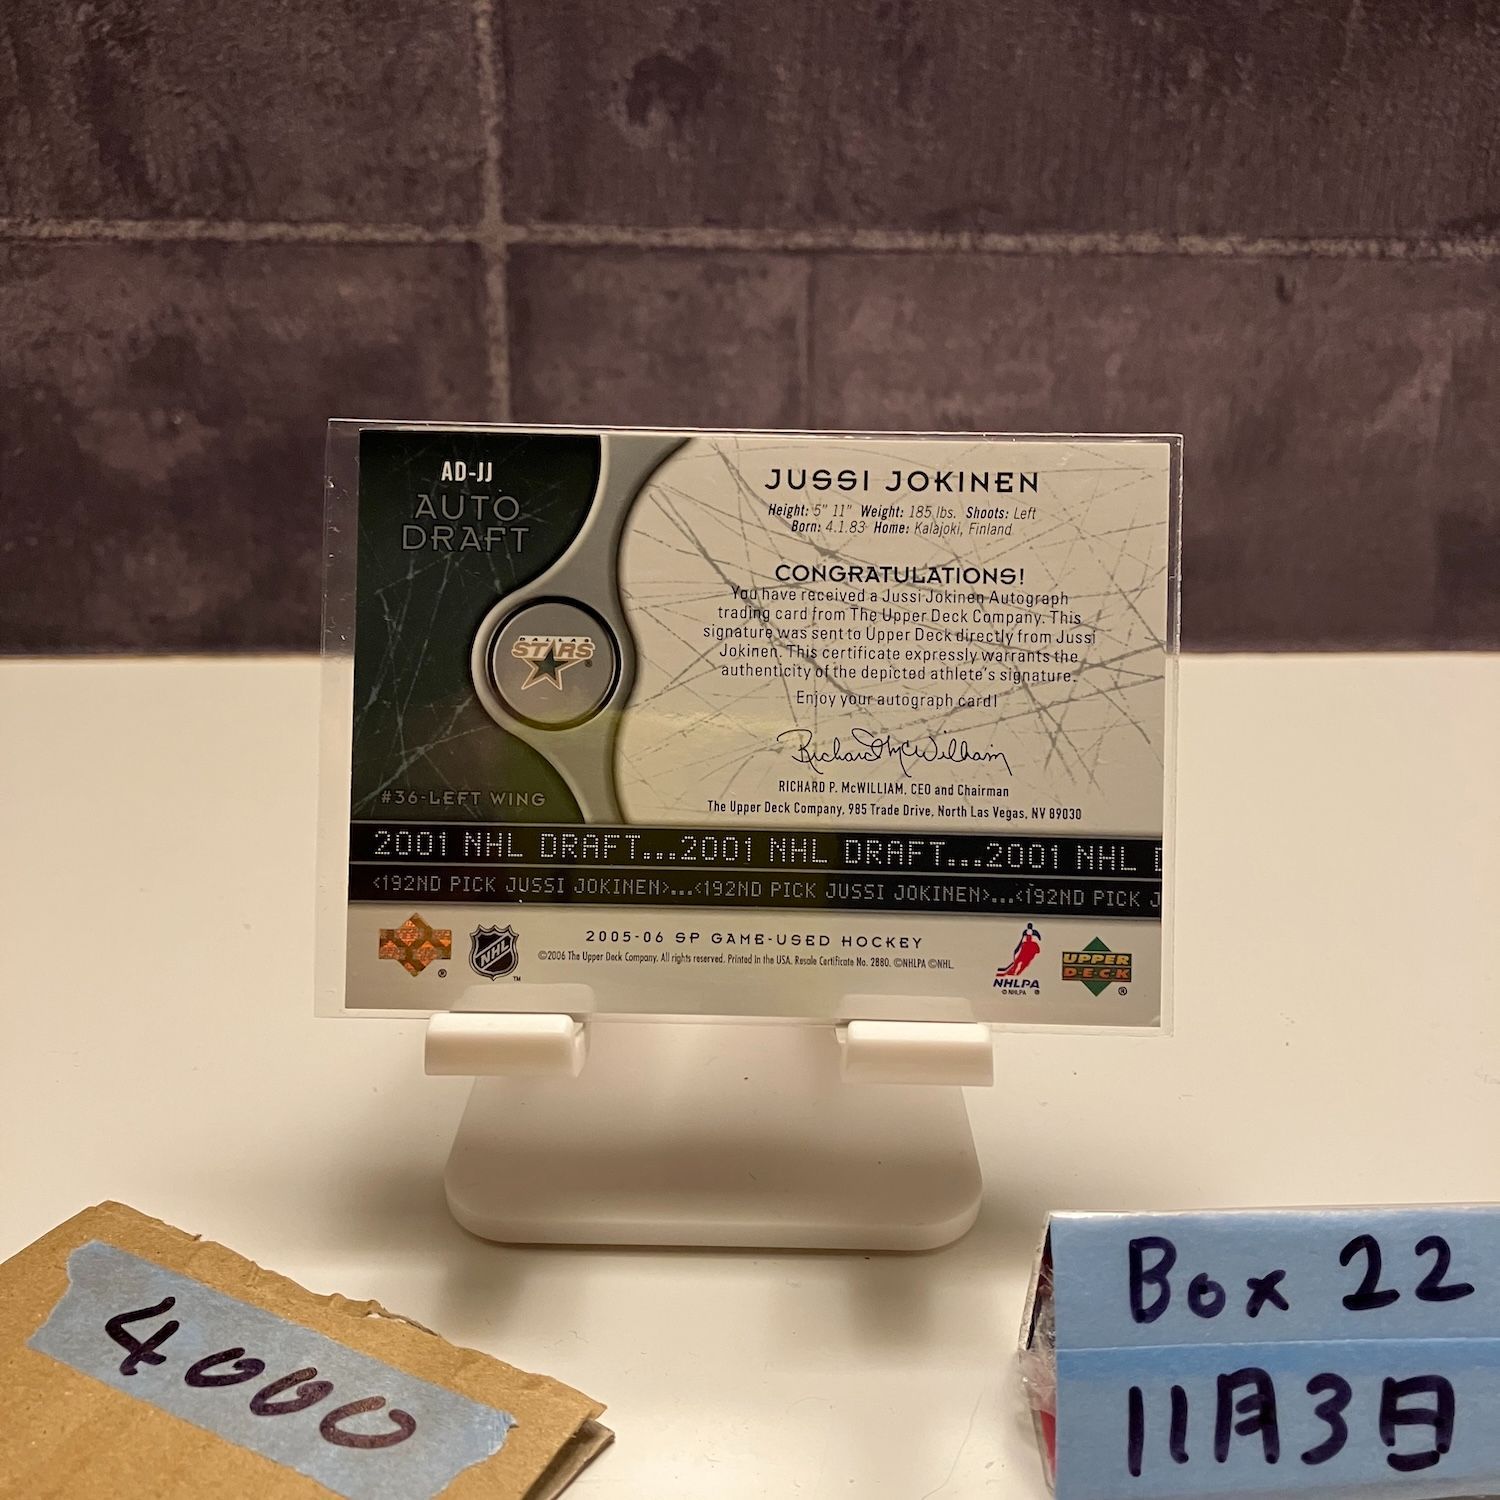 AD-JJ
AUTO
DRAFT
DALLAS
STARS
#36-LEFT WING
JUSSI JOKINEN
Height: 5" 11" Weight: 185 lbs. Shoots: Left
Born: 4.1.83 Home: Kalajoki, Finland
CONGRATULATIONS!
You have received a Jussi Jokinen Autograph
trading card from The Upper Deck Company. This
signature was sent to Upper Deck directly from Jussi
Jokinen. This certificate expressly warrants the
authenticity of the depicted athlete's signature.
Enjoy your autograph card!
Richard P. McWilliam
RICHARD P. McWILLIAM, CEO and Chairman
The Upper Deck Company, 985 Trade Drive, North Las Vegas, NV 89030
2001 NHL DRAFT...2001 NHL DRAFT...2001 NHL D
<192ND PICK JUSSI JOKINEN>...<192ND PICK JUSSI JOKINEN>...<192ND PICK J
NHL
2005-06 SP GAME-USED HOCKEY
©2006 The Upper Deck Company. All rights reserved. Printed in the USA. Resale Certificate No. 2880. ©NHLPA ©NHL
NHLPA
© NHLPA
UPPER
D·E·C·K
4000
Box 22
11月3日